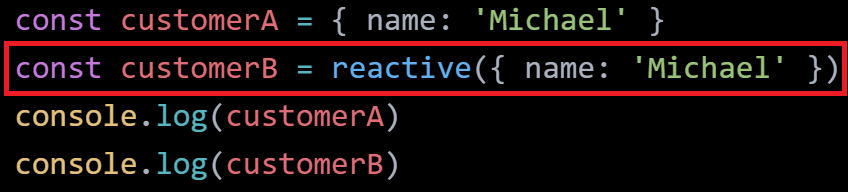 const customerA = { name: 'Michael' }
const customerB = reactive({ name: 'Michael' })
console.log(customerA)
console.log(customerB)